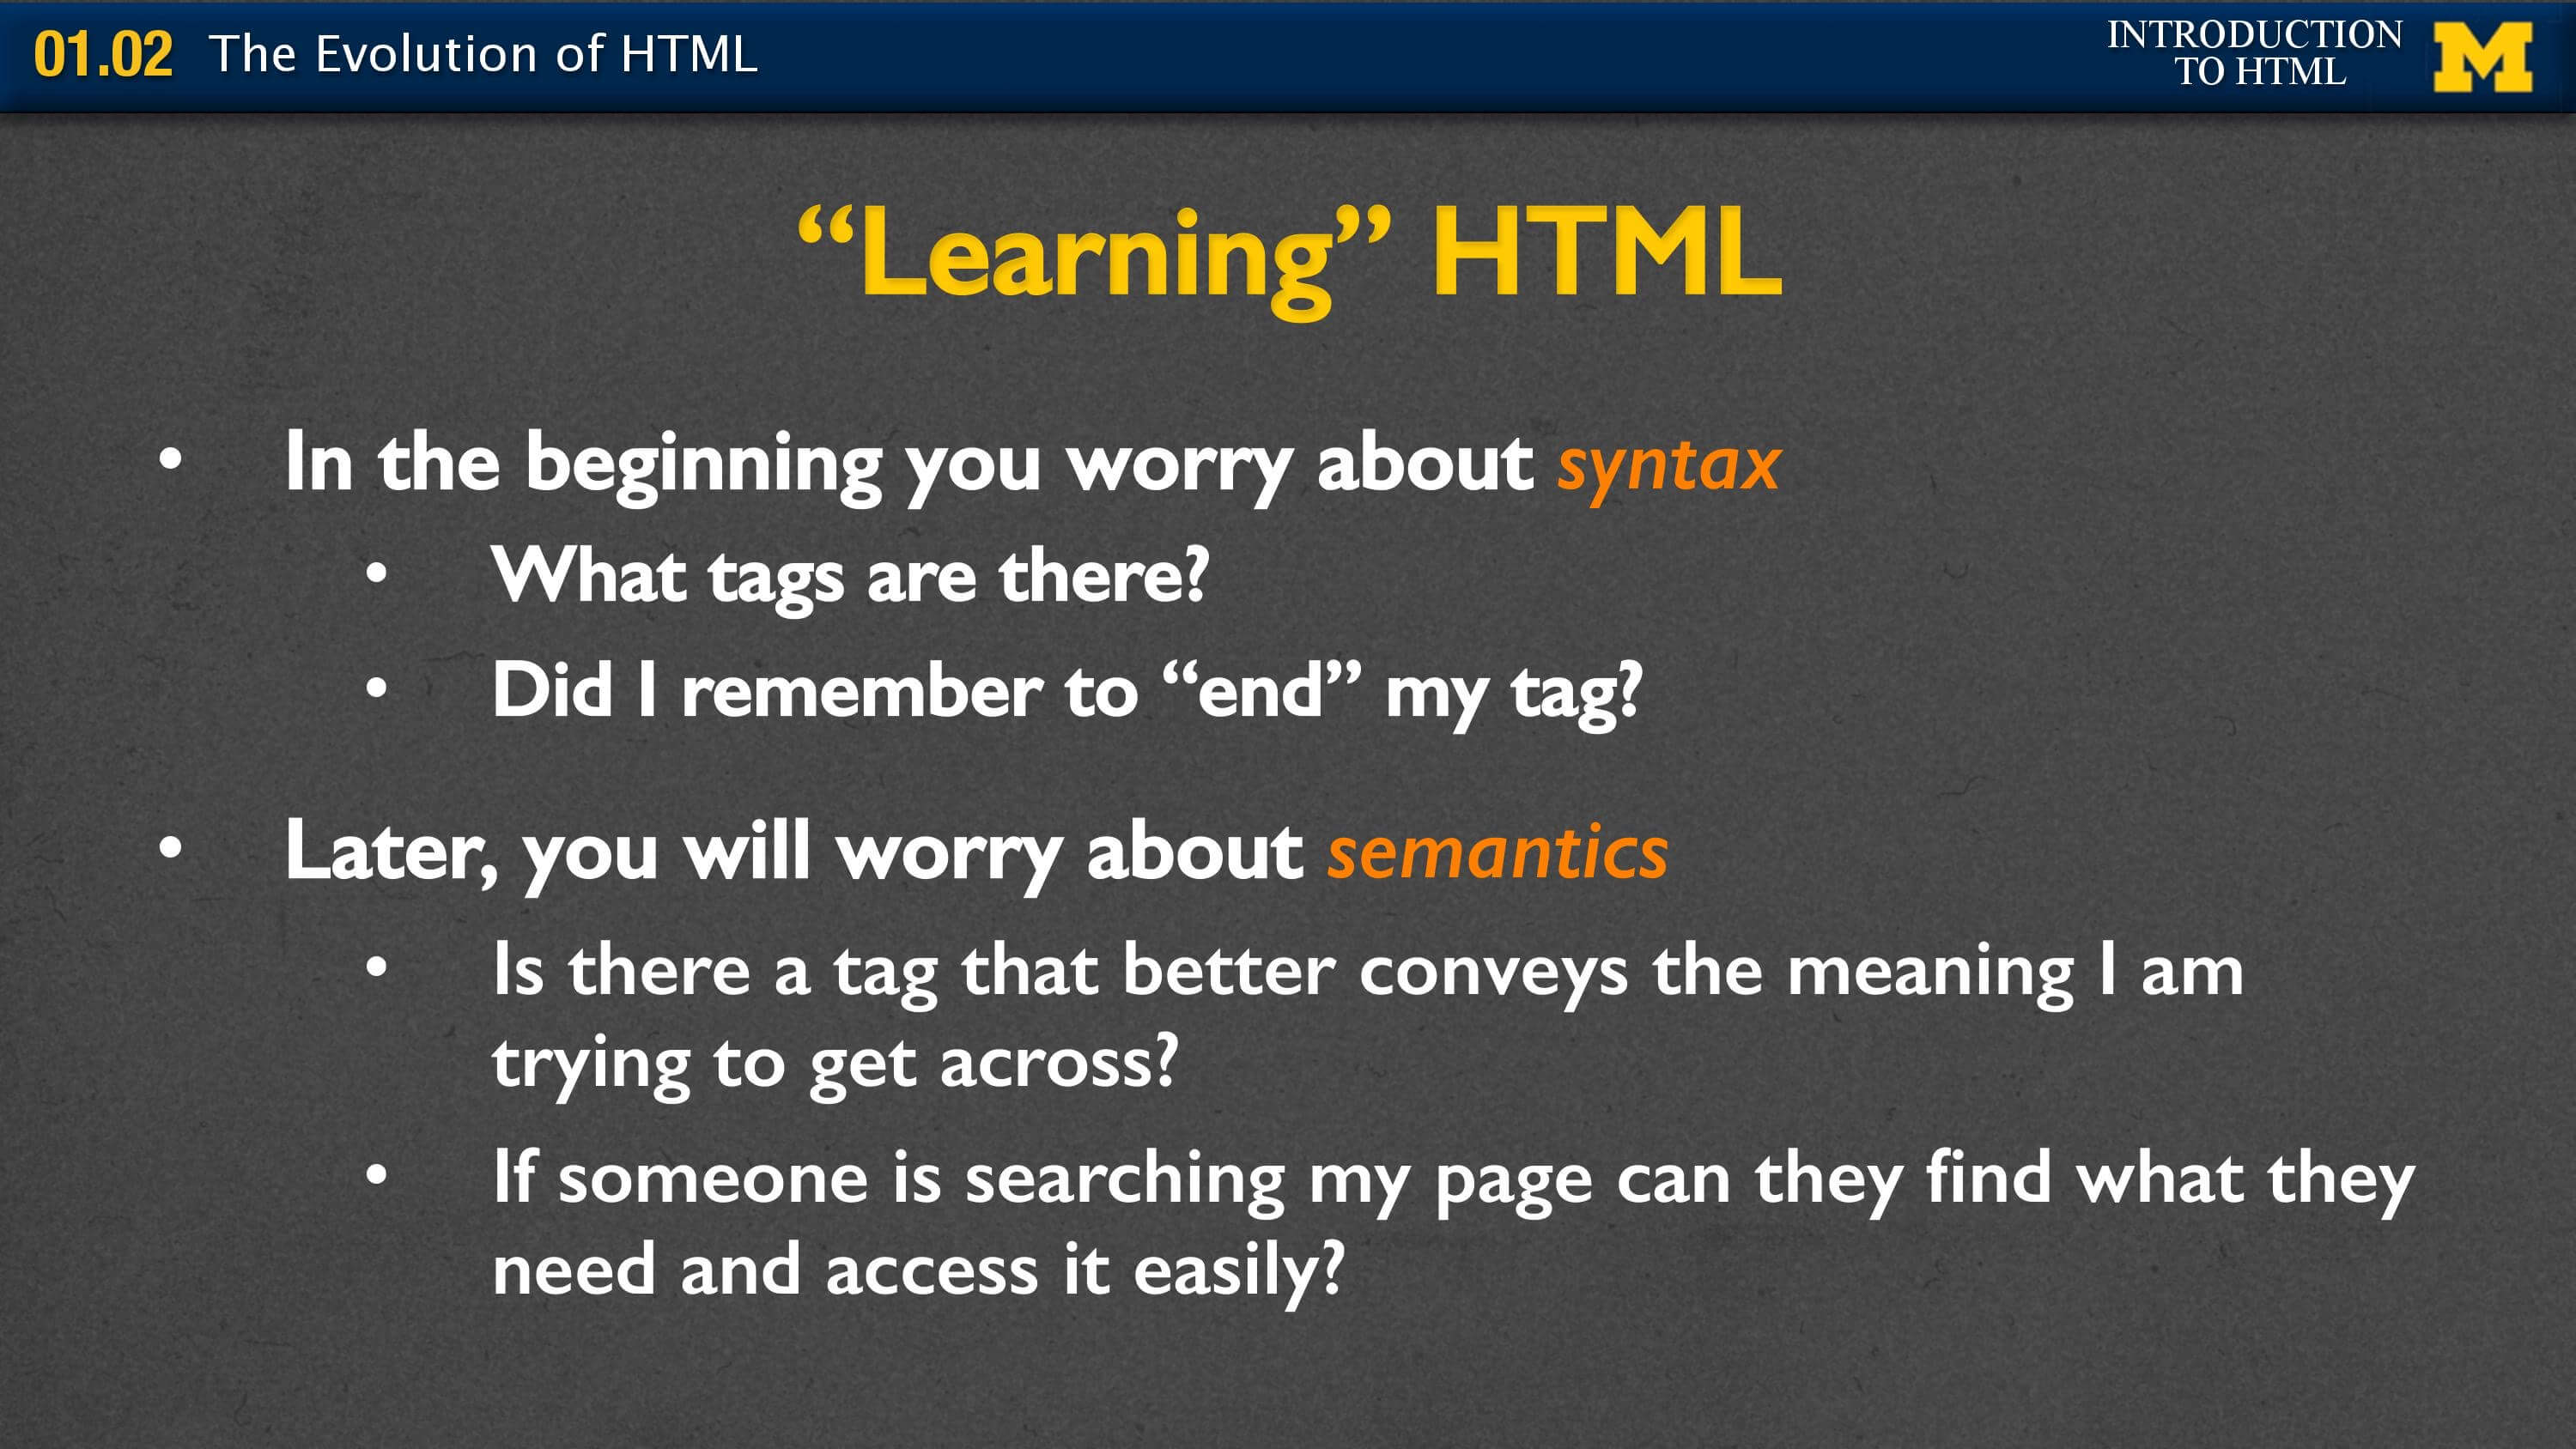 01.02 The Evolution of HTML
INTRODUCTION
TO HTML
M
“Learning” HTML
• In the beginning you worry about syntax
• What tags are there?
• Did I remember to “end” my tag?
• Later, you will worry about semantics
• Is there a tag that better conveys the meaning I am
trying to get across?
• If someone is searching my page can they find what they
need and access it easily?